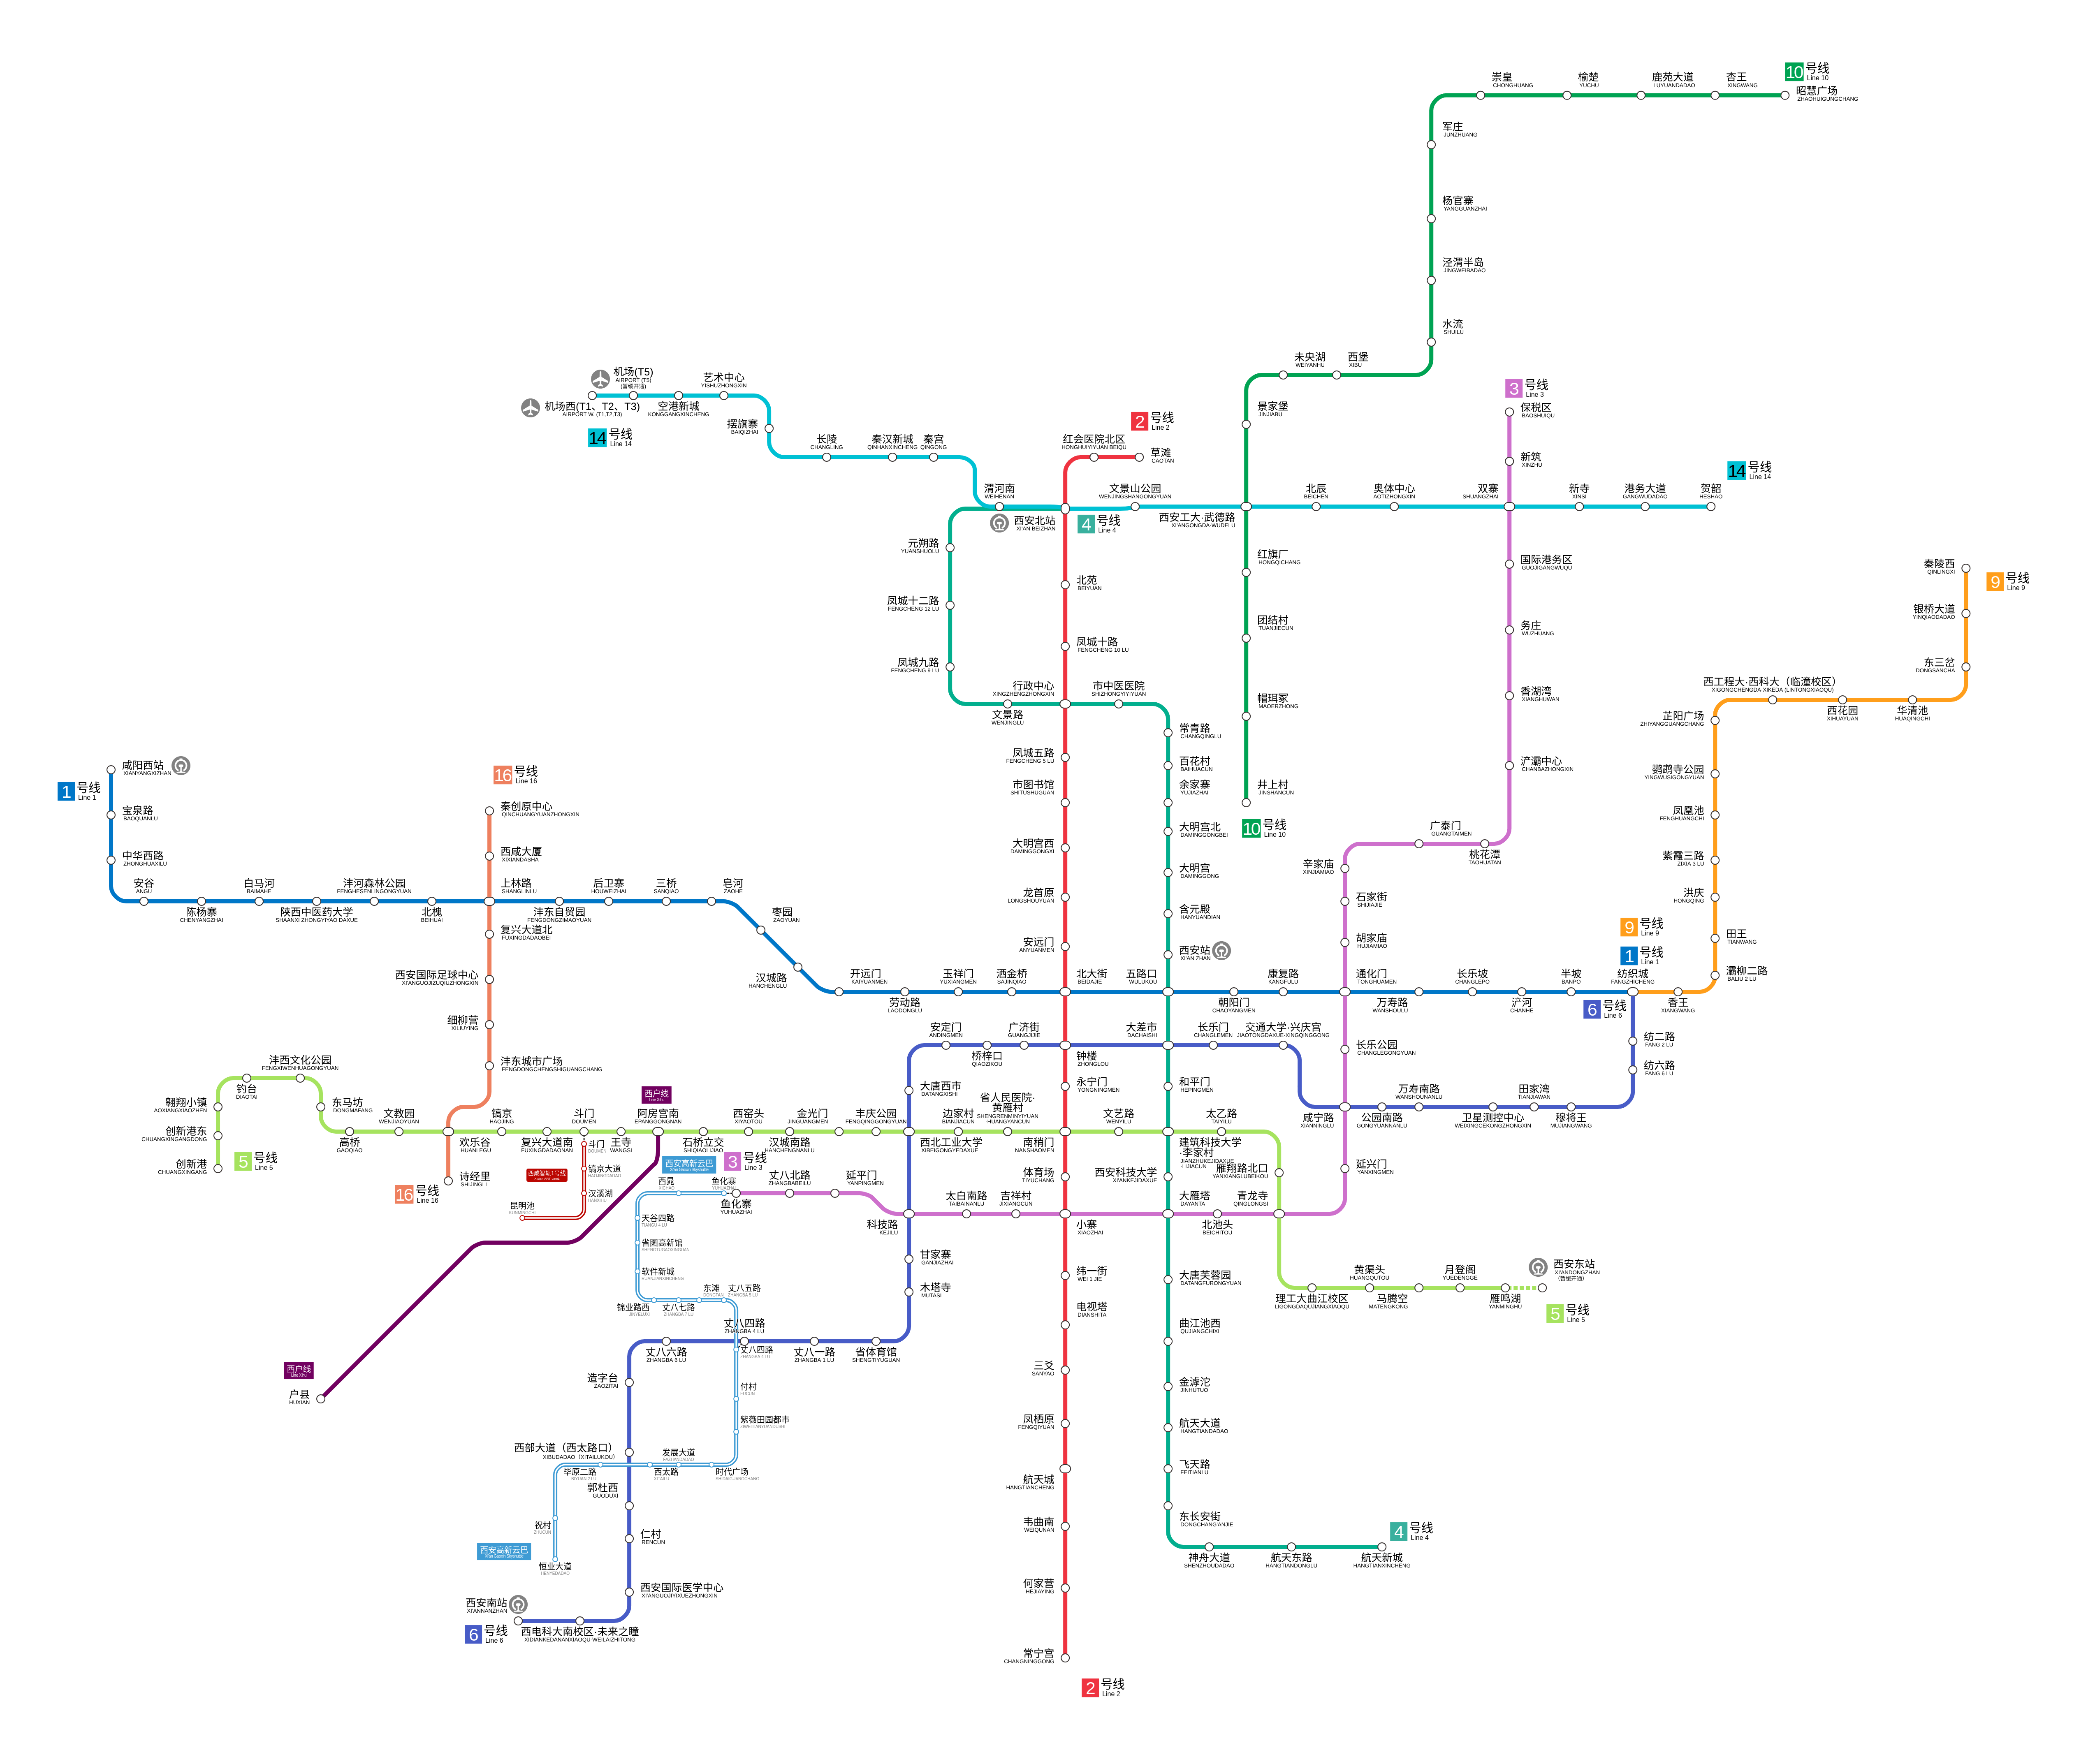 10 号线
Line 10
崇皇
CHONGHUANG
榆楚
YUCHU
鹿苑大道
LUYUANDADAO
杏王
XINGWANG
昭慧广场
ZHAOHUIGUNGCHANG
军庄
JUNZHUANG
杨官寨
YANGGUANZHAI
泾渭半岛
JINGWEIBADAO
水流
SHUILU
未央湖
WEIYANHU
西堡
XIBU
景家堡
JINJIABU
机场(T5)
AIRPORT (T5)
(暂缓开通)
机场西(T1、T2、T3)
AIRPORT W. (T1,T2,T3)
14 号线
Line 14
空港新城
KONGGANGXINCHENG
艺术中心
YISHUZHONGXIN
摆旗寨
BAIQIZHAI
长陵
CHANGLING
秦汉新城
QINHANXINCHENG
秦宫
QINGONG
渭河南
WEIHENAN
西安北站
XI'AN BEIZHAN
4 号线
Line 4
2 号线
Line 2
红会医院北区
HONGHUIYIYUAN BEIQU
草滩
CAOTAN
文景山公园
WENJINGSHANGONGYUAN
西安工大·武德路
XI'ANGONGDA·WUDELU
北辰
BEICHEN
奥体中心
AOTIZHONGXIN
双寨
SHUANGZHAI
新寺
XINSI
港务大道
GANGWUDADAO
贺韶
HESHAO
14 号线
Line 14
3 号线
Line 3
保税区
BAOSHUIQU
新筑
XINZHU
国际港务区
GUOJIGANGWUQU
务庄
WUZHUANG
香湖湾
XIANGHUWAN
浐灞中心
CHANBAZHONGXIN
广泰门
GUANGTAIMEN
桃花潭
TAOHUATAN
辛家庙
XINJIAMIAO
石家街
SHIJIAJIE
胡家庙
HUJIAMIAO
红旗厂
HONGQICHANG
团结村
TUANJIECUN
帽珥冢
MAOERZHONG
井上村
JINSHANCUN
10 号线
Line 10
元朔路
YUANSHUOLU
凤城十二路
FENGCHENG 12 LU
凤城九路
FENGCHENG 9 LU
文景路
WENJINGLU
行政中心
XINGZHENGZHONGXIN
市中医医院
SHIZHONGYIYIYUAN
北苑
BEIYUAN
凤城十路
FENGCHENG 10 LU
凤城五路
FENGCHENG 5 LU
市图书馆
SHITUSHUGUAN
大明宫西
DAMINGGONGXI
龙首原
LONGSHOUYUAN
安远门
ANYUANMEN
常青路
CHANGQINGLU
百花村
BAIHUACUN
余家寨
YUJIAZHAI
大明宫北
DAMINGGONGBEI
大明宫
DAMINGGONG
含元殿
HANYUANDIAN
西安站
XI'AN ZHAN
秦陵西
QINLINGXI
9 号线
Line 9
银桥大道
YINQIAODADAO
东三岔
DONGSANCHA
西工程大·西科大（临潼校区）
XIGONGCHENGDA·XIKEDA (LINTONGXIAOQU)
西花园
XIHUAYUAN
华清池
HUAQINGCHI
芷阳广场
ZHIYANGGUANGCHANG
鹦鹉寺公园
YINGWUSIGONGYUAN
凤凰池
FENGHUANGCHI
紫霞三路
ZIXIA 3 LU
洪庆
HONGQING
田王
TIANWANG
灞柳二路
BALIU 2 LU
香王
XIANGWANG
9 号线
Line 9
1 号线
Line 1
咸阳西站
XIANYANGXIZHAN
1 号线
Line 1
宝泉路
BAOQUANLU
中华西路
ZHONGHUAXILU
安谷
ANGU
陈杨寨
CHENYANGZHAI
白马河
BAIMAHE
陕西中医药大学
SHAANXI ZHONGYIYAO DAXUE
沣河森林公园
FENGHESENLINGONGYUAN
北槐
BEIHUAI
上林路
SHANGLINLU
沣东自贸园
FENGDONGZIMAOYUAN
后卫寨
HOUWEIZHAI
三桥
SANQIAO
皂河
ZAOHE
枣园
ZAOYUAN
汉城路
HANCHENGLU
开远门
KAIYUANMEN
劳动路
LAODONGLU
玉祥门
YUXIANGMEN
洒金桥
SAJINQIAO
北大街
BEIDAJIE
五路口
WULUKOU
朝阳门
CHAOYANGMEN
康复路
KANGFULU
通化门
TONGHUAMEN
万寿路
WANSHOULU
长乐坡
CHANGLEPO
浐河
CHANHE
半坡
BANPO
纺织城
FANGZHICHENG
6 号线
Line 6
16 号线
Line 16
秦创原中心
QINCHUANGYUANZHONGXIN
西咸大厦
XIXIANDASHA
复兴大道北
FUXINGDADAOBEI
西安国际足球中心
XI'ANGUOJIZUQIUZHONGXIN
细柳营
XILIUYING
沣东城市广场
FENGDONGCHENGSHIGUANGCHANG
欢乐谷
HUANLEGU
诗经里
SHIJINGLI
16 号线
Line 16
安定门
ANDINGMEN
桥梓口
QIAOZIKOU
广济街
GUANGJIJIE
钟楼
ZHONGLOU
大差市
DACHAISHI
长乐门
CHANGLEMEN
交通大学·兴庆宫
JIAOTONGDAXUE·XINGQINGGONG
咸宁路
XIANNINGLU
公园南路
GONGYUANNANLU
万寿南路
WANSHOUNANLU
卫星测控中心
WEIXINGCEKONGZHONGXIN
田家湾
TIANJIAWAN
穆将王
MUJIANGWANG
纺二路
FANG 2 LU
纺六路
FANG 6 LU
长乐公园
CHANGLEGONGYUAN
延兴门
YANXINGMEN
大唐西市
DATANGXISHI
永宁门
YONGNINGMEN
和平门
HEPINGMEN
沣西文化公园
FENGXIWENHUAGONGYUAN
钓台
DIAOTAI
翱翔小镇
AOXIANGXIAOZHEN
创新港东
CHUANGXINGANGDONG
创新港
CHUANGXINGANG
5 号线
Line 5
东马坊
DONGMAFANG
高桥
GAOQIAO
文教园
WENJIAOYUAN
镐京
HAOJING
复兴大道南
FUXINGDADAONAN
斗门
DOUMEN
王寺
WANGSI
西户线
Line Xihu
阿房宫南
EPANGGONGNAN
石桥立交
SHIQIAOLIJIAO
西窑头
XIYAOTOU
汉城南路
HANCHENGNANLU
金光门
JINGUANGMEN
丰庆公园
FENGQINGGONGYUAN
西北工业大学
XIBEIGONGYEDAXUE
边家村
BIANJIACUN
省人民医院·
黄雁村
SHENGRENMINYIYUAN
·HUANGYANCUN
南稍门
NANSHAOMEN
文艺路
WENYILU
建筑科技大学
·李家村
JIANZHUKEJIDAXUE
·LIJIACUN
太乙路
TAIYILU
雁翔路北口
YANXIANGLUBEIKOU
青龙寺
QINGLONGSI
理工大曲江校区
LIGONGDAQUJIANGXIAOQU
黄渠头
HUANGQUTOU
马腾空
MATENGKONG
月登阁
YUEDENGGE
雁鸣湖
YANMINGHU
西安东站
XI'ANDONGZHAN
(暂缓开通)
5 号线
Line 5
斗门
DOUMEN
镐京大道
HAOJINGDADAO
汉溪湖
HANXIHU
昆明池
KUNMINGCHI
西咸智轨1号线
西安高新云巴
Xi'an Gaoxin Skyshuttle
3 号线
Line 3
鱼化寨
YUHUAZHAI
鱼化寨
YUHUAZHAI
丈八北路
ZHANGBABEILU
延平门
YANPINGMEN
科技路
KEJILU
太白南路
TAIBAINANLU
吉祥村
JIXIANGCUN
小寨
XIAOZHAI
大雁塔
DAYANTA
北池头
BEICHITOU
西晁
XICHAO
天谷四路
TIANGU 4 LU
省图高新馆
SHENGTUGAOXINGUAN
软件新城
RUANJIANXINCHENG
锦业路西
JINYELUXI
丈八七路
ZHANGBA 7 LU
东滩
DONGTAN
丈八五路
ZHANGBA 5 LU
丈八四路
ZHANGBA 4 LU
丈八四路
ZHANGBA 4 LU
付村
FUCUN
紫薇田园都市
ZIWEITIANYUANDUSHI
时代广场
SHIDAIGUANGCHANG
发展大道
FAZHANDADAO
西太路
XITAILU
毕原二路
BIYUAN 2 LU
祝村
ZHUCUN
恒业大道
HENYEDADAO
西安高新云巴
Xi'an Gaoxin Skyshuttle
西户线
Line Xihu
户县
HUXIAN
甘家寨
GANJIAZHAI
木塔寺
MUTASI
省体育馆
SHENGTIYUGUAN
丈八一路
ZHANGBA 1 LU
丈八六路
ZHANGBA 6 LU
造字台
ZAOZITAI
西部大道（西太路口）
XIBUDADAO（XITAILUKOU）
郭杜西
GUODUXI
仁村
RENCUN
西安国际医学中心
XI'ANGUOJIYIXUEZHONGXIN
西安南站
XI'ANNANZHAN
6 号线
Line 6
西电科大南校区·未来之瞳
XIDIANKEDANANXIAOQU·WEILAIZHITONG
体育场
TIYUCHANG
纬一街
WEI 1 JIE
电视塔
DIANSHITA
三爻
SANYAO
凤栖原
FENGQIYUAN
航天城
HANGTIANCHENG
韦曲南
WEIQUNAN
何家营
HEJIAYING
常宁宫
CHANGNINGGONG
2 号线
Line 2
西安科技大学
XI'ANKEJIDAXUE
大唐芙蓉园
DATANGFURONGYUAN
曲江池西
QUJIANGCHIXI
金滹沱
JINHUTUO
航天大道
HANGTIANDADAO
飞天路
FEITIANLU
东长安街
DONGCHANG'ANJIE
神舟大道
SHENZHOUDADAO
航天东路
HANGTIANDONGLU
航天新城
HANGTIANXINCHENG
4 号线
Line 4